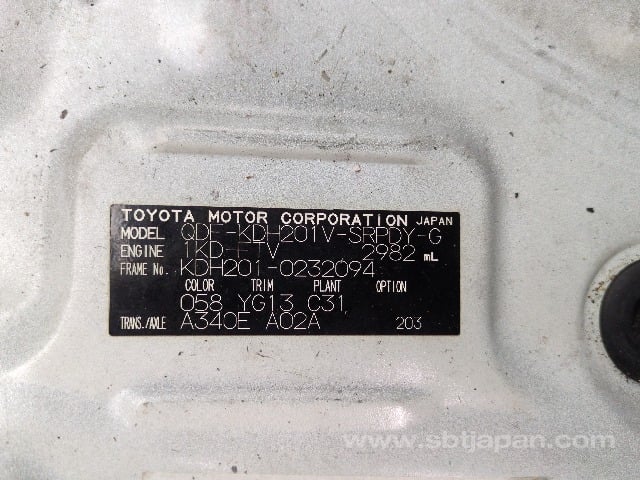 TOYOTA MOTOR CORPORATION JAPAN
MODEL QDF-KDH201V-SRPDY-G
ENGINE 1KD-FTV 2982 mL
FRAME No. KDH201-0232094
COLOR TRIM PLANT OPTION
058 YG13 C31
TRANS./AXLE A340E A02A 203
www.sbtjapan.com